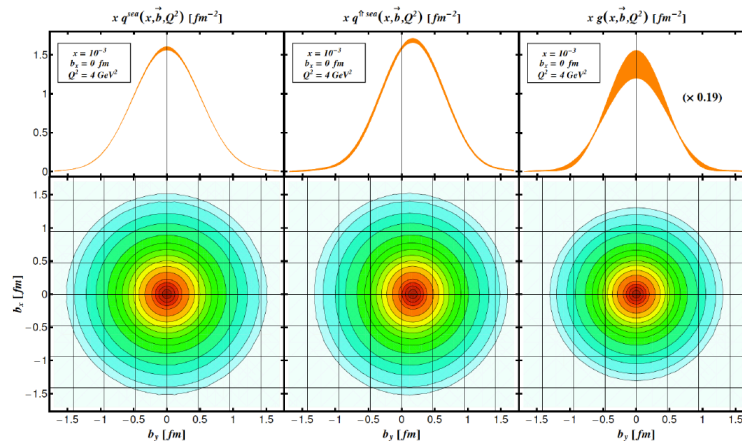 x q^sea(x,b⃗,Q²) [fm⁻²]
x q^⇑ sea(x,b⃗,Q²) [fm⁻²]
x g(x,b⃗,Q²) [fm⁻²]
x = 10⁻³
b_x = 0 fm
Q² = 4 GeV²
x = 10⁻³
b_x = 0 fm
Q² = 4 GeV²
x = 10⁻³
b_x = 0 fm
Q² = 4 GeV²
(× 0.19)
1.5
1.0
0.5
0
1.5
1
0.5
0
−0.5
−1
−1.5
b_x [fm]
−1.5 −1 −0.5 0 0.5 1 1.5
−1.5 −1 −0.5 0 0.5 1 1.5
−1.5 −1 −0.5 0 0.5 1 1.5
b_y [fm]
b_y [fm]
b_y [fm]